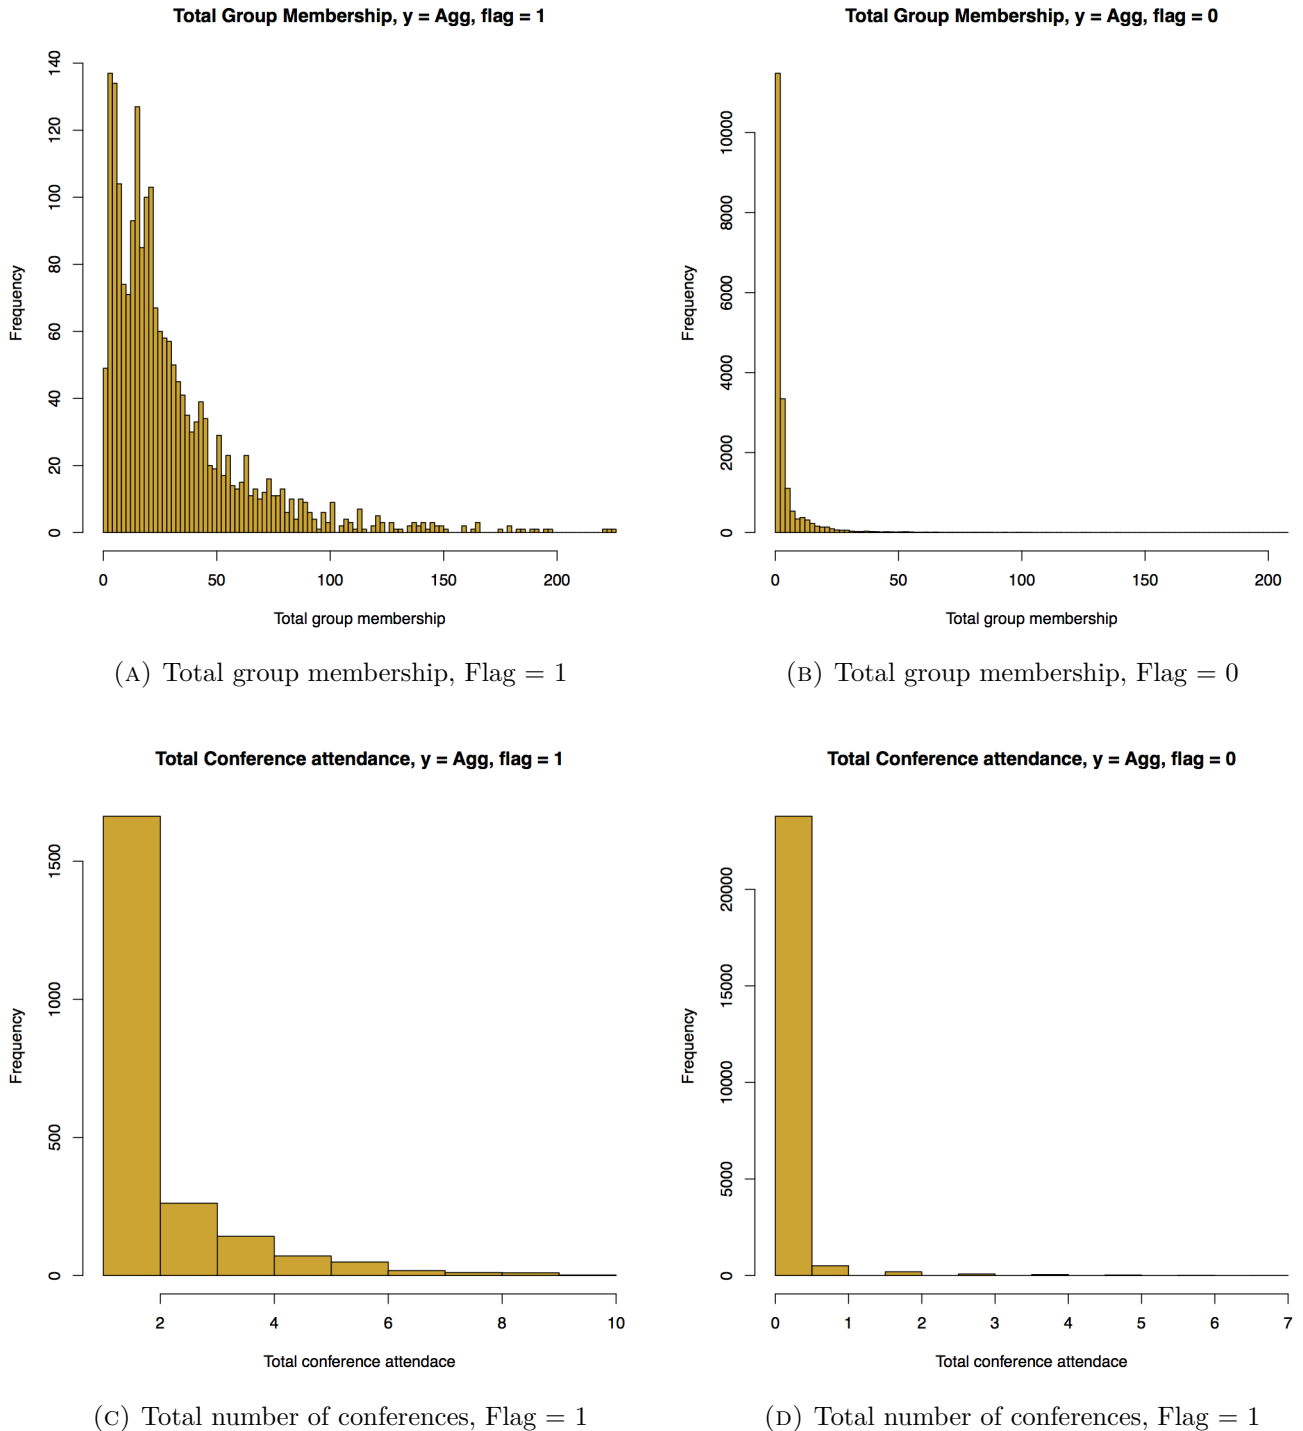 Total Group Membership, y = Agg, flag = 1
Frequency
0 20 40 60 80 100 120 140
0 50 100 150 200
Total group membership
(A) Total group membership, Flag = 1
Total Group Membership, y = Agg, flag = 0
Frequency
0 2000 4000 6000 8000 10000
0 50 100 150 200
Total group membership
(B) Total group membership, Flag = 0
Total Conference attendance, y = Agg, flag = 1
Frequency
0 500 1000 1500
2 4 6 8 10
Total conference attendace
(C) Total number of conferences, Flag = 1
Total Conference attendance, y = Agg, flag = 0
Frequency
0 5000 10000 15000 20000
0 1 2 3 4 5 6 7
Total conference attendace
(D) Total number of conferences, Flag = 1